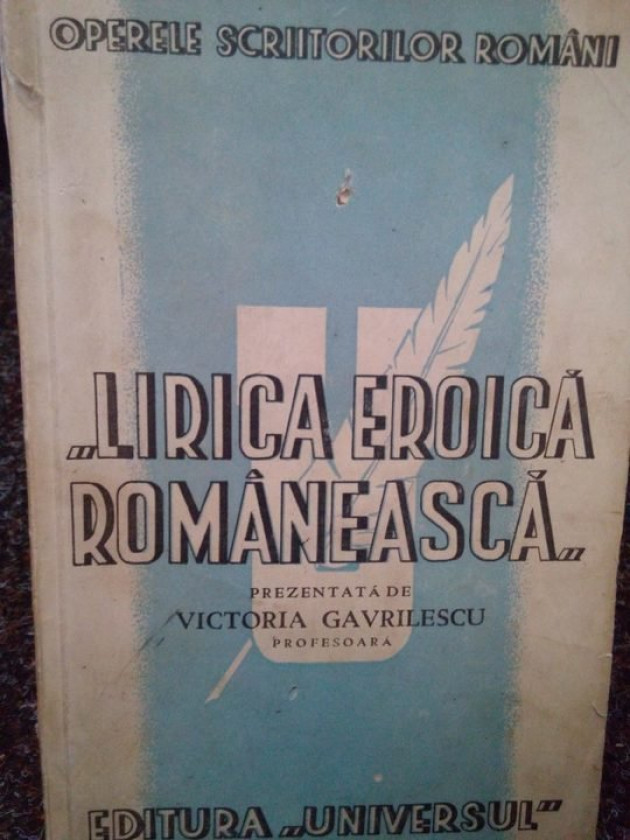 OPERELE SCRIITORILOR ROMÂNI
U
„LIRICA EROICĂ
ROMÂNEASCĂ„
PREZENTATĂ DE
VICTORIA GAVRILESCU
PROFESOARĂ
EDITURA „UNIVERSUL“